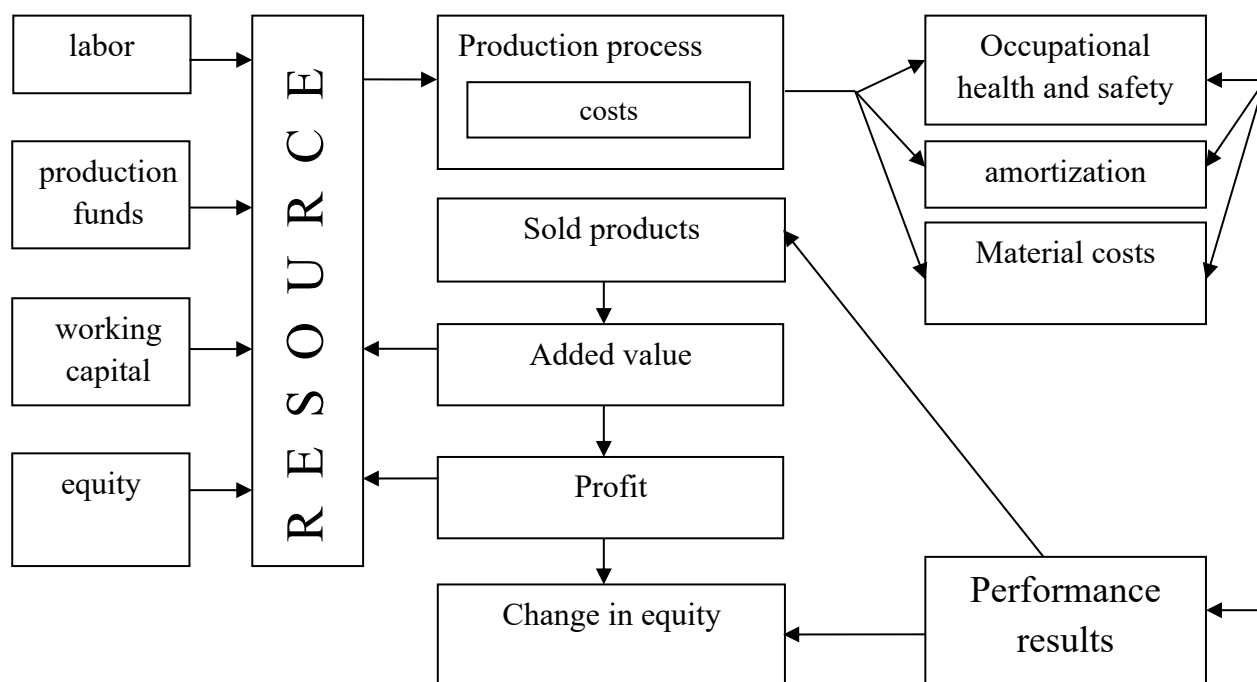 labor
production
funds
working
capital
equity
RESOURCE
Production process
costs
Sold products
Added value
Profit
Change in equity
Occupational
health and safety
amortization
Material costs
Performance
results